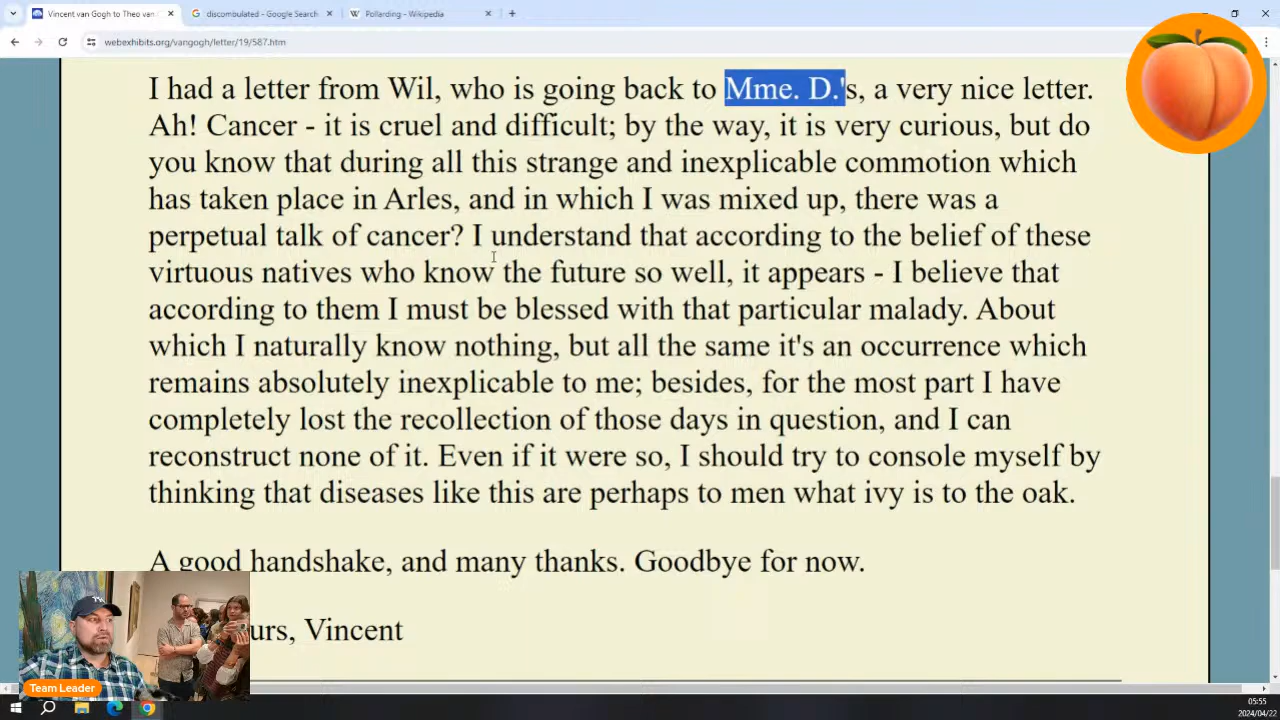 Vincent van Gogh to Theo van
discombulated - Google Search
Pollarding - Wikipedia
webexhibits.org/vangogh/letter/19/587.htm
I had a letter from Wil, who is going back to Mme. D.'s, a very nice letter.
Ah! Cancer - it is cruel and difficult; by the way, it is very curious, but do
you know that during all this strange and inexplicable commotion which
has taken place in Arles, and in which I was mixed up, there was a
perpetual talk of cancer? I understand that according to the belief of these
virtuous natives who know the future so well, it appears - I believe that
according to them I must be blessed with that particular malady. About
which I naturally know nothing, but all the same it's an occurrence which
remains absolutely inexplicable to me; besides, for the most part I have
completely lost the recollection of those days in question, and I can
reconstruct none of it. Even if it were so, I should try to console myself by
thinking that diseases like this are perhaps to men what ivy is to the oak.
A good handshake, and many thanks. Goodbye for now.
urs, Vincent
Team Leader
05:55
2024/04/22